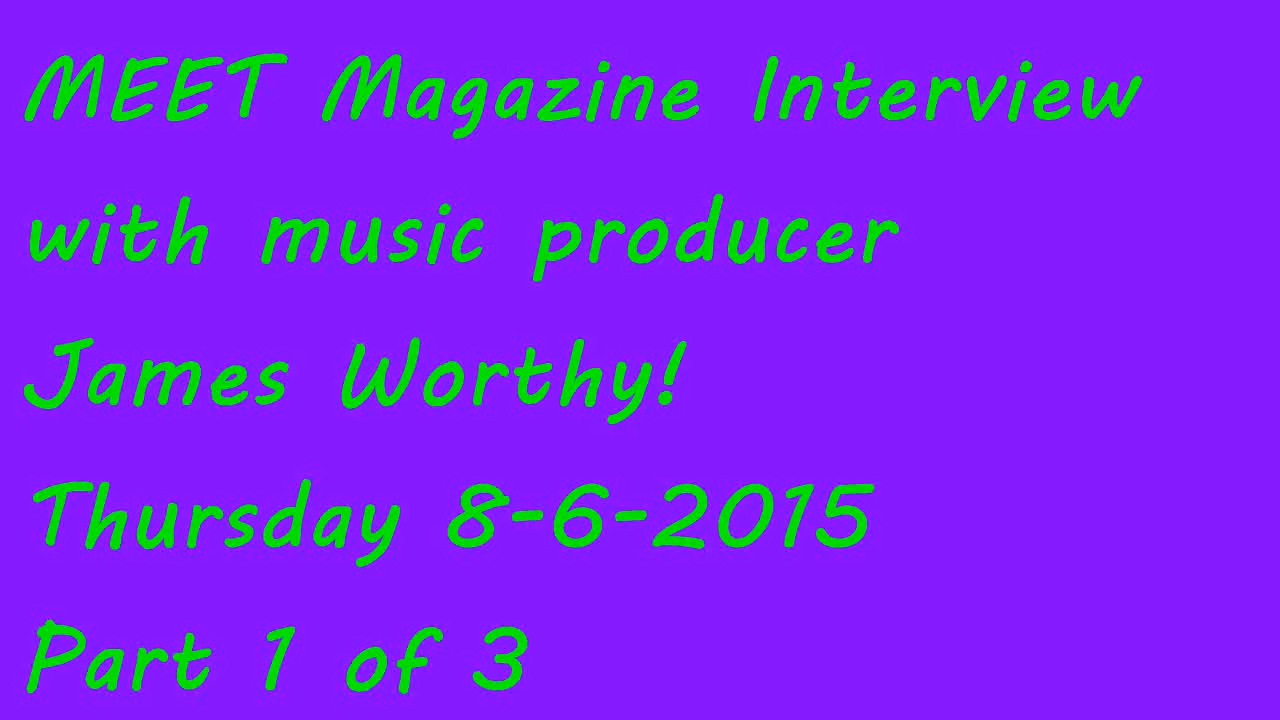 MEET Magazine Interview
with music producer
James Worthy!
Thursday 8-6-2015
Part 1 of 3